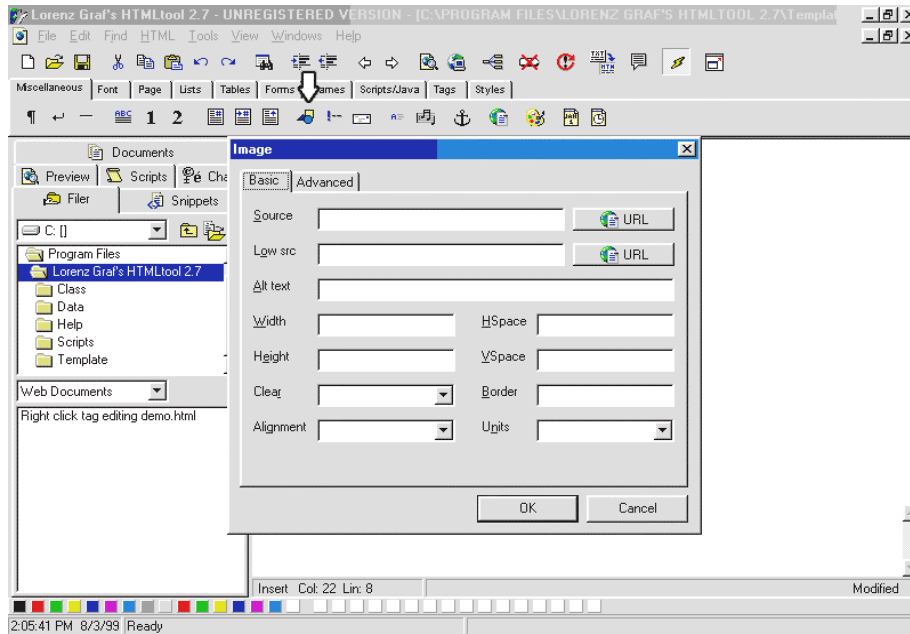 Lorenz Graf's HTMLtool 2.7 - UNREGISTERED VERSION - [C:\PROGRAM FILES\LORENZ GRAF'S HTMLTOOL 2.7\Templat
File Edit Find HTML Tools View Windows Help
Miscellaneous Font Page Lists Tables Forms ames Scripts/Java Tags Styles
ABC 1 2
Documents
Preview Scripts Cha
Filer Snippets
C: []
Program Files
Lorenz Graf's HTMLtool 2.7
Class
Data
Help
Scripts
Template
Web Documents
Right click tag editing demo.html
Image
Basic Advanced
Source URL
Low src URL
Alt text
Width HSpace
Height VSpace
Clear Border
Alignment Units
OK Cancel
Insert Col: 22 Lin: 8 Modified
2:05:41 PM 8/3/99 Ready